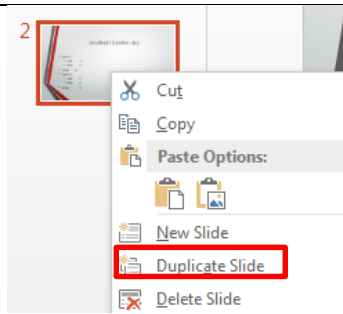 2
Cut
Copy
Paste Options:
New Slide
Duplicate Slide
Delete Slide